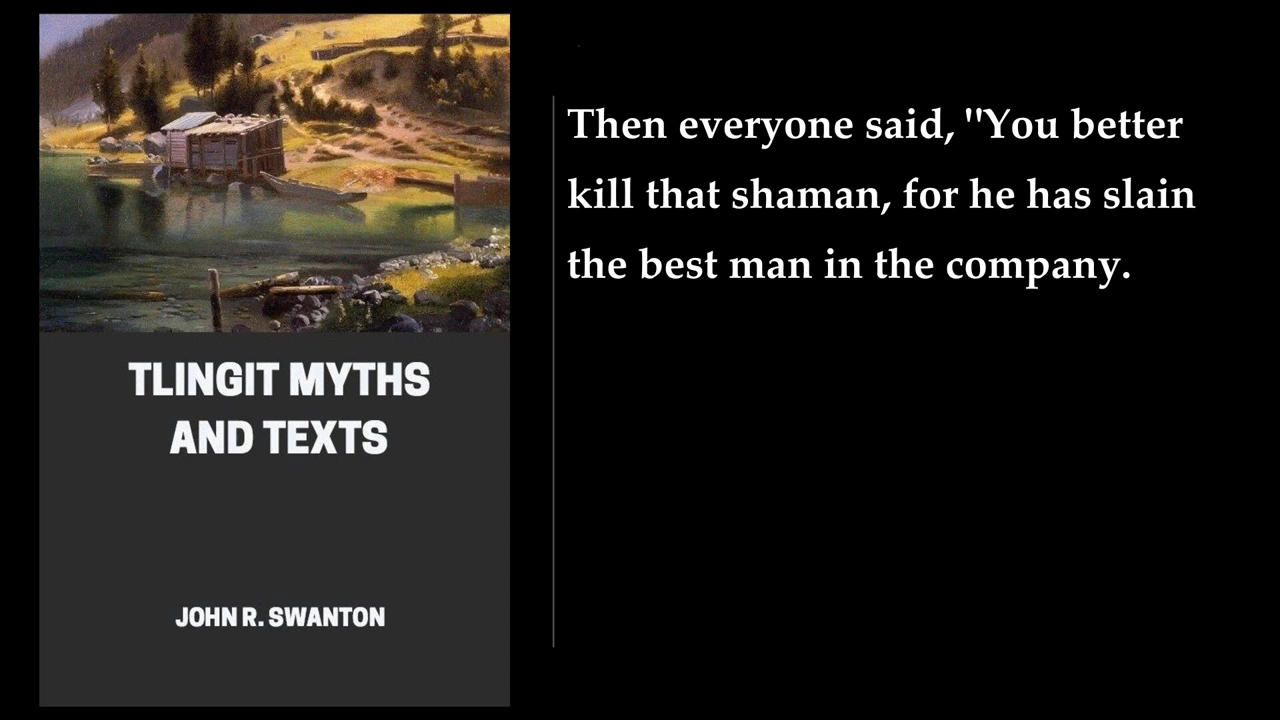 TLINGIT MYTHS
AND TEXTS
JOHN R. SWANTON
Then everyone said, "You better
kill that shaman, for he has slain
the best man in the company.